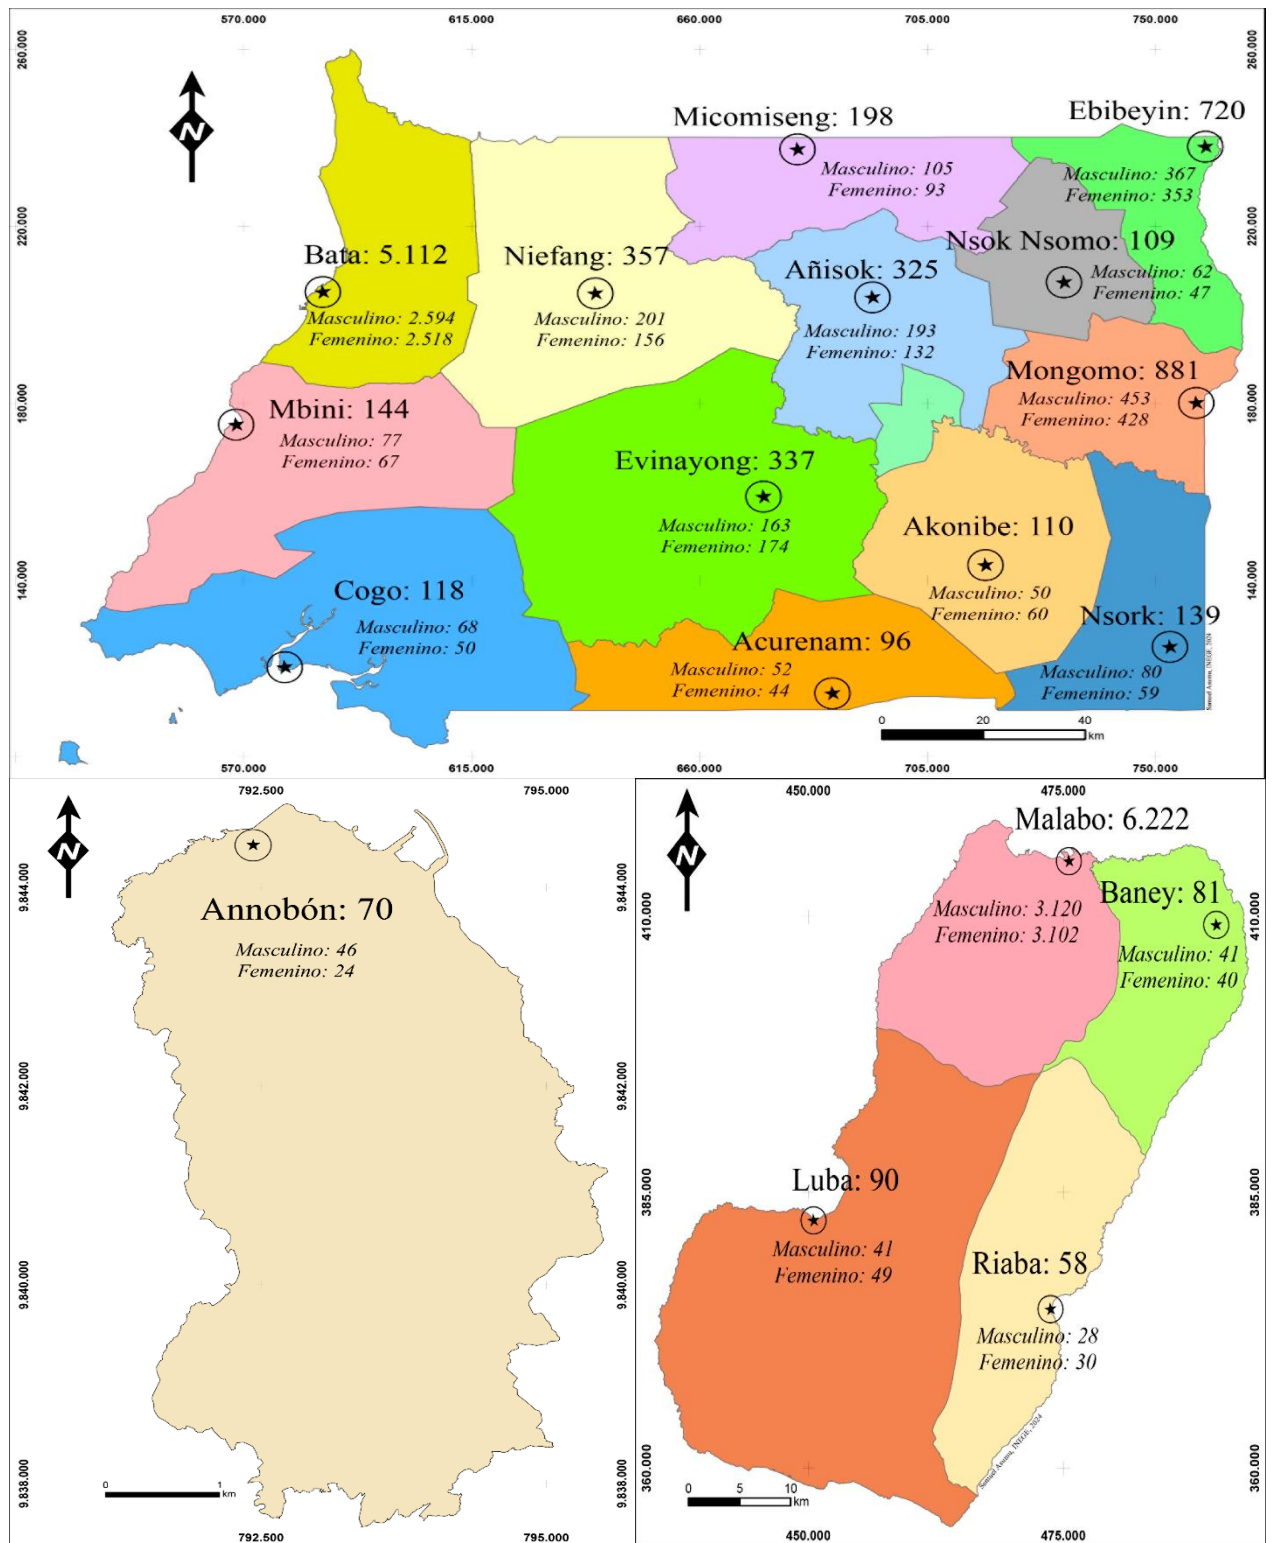 570.000 615.000 660.000 705.000 750.000
260.000 260.000
220.000 220.000
180.000 180.000
140.000 140.000
N
Micomiseng: 198
Masculino: 105
Femenino: 93
Ebibeyin: 720
Masculino: 367
Femenino: 353
Bata: 5.112
Masculino: 2.594
Femenino: 2.518
Niefang: 357
Masculino: 201
Femenino: 156
Añisok: 325
Masculino: 193
Femenino: 132
Nsok Nsomo: 109
Masculino: 62
Femenino: 47
Mongomo: 881
Masculino: 453
Femenino: 428
Mbini: 144
Masculino: 77
Femenino: 67
Evinayong: 337
Masculino: 163
Femenino: 174
Akonibe: 110
Masculino: 50
Femenino: 60
Cogo: 118
Masculino: 68
Femenino: 50
Acurenam: 96
Masculino: 52
Femenino: 44
Nsork: 139
Masculino: 80
Femenino: 59
Samuel Anunu, INEGE, 2024
0 20 40
km
570.000 615.000 660.000 705.000 750.000
792.500 795.000
N
9.844.000 9.844.000
9.842.000 9.842.000
9.840.000 9.840.000
9.838.000 9.838.000
Annobón: 70
Masculino: 46
Femenino: 24
0 1
km
792.500 795.000
450.000 475.000
N
410.000 410.000
385.000 385.000
360.000 360.000
Malabo: 6.222
Masculino: 3.120
Femenino: 3.102
Baney: 81
Masculino: 41
Femenino: 40
Luba: 90
Masculino: 41
Femenino: 49
Riaba: 58
Masculino: 28
Femenino: 30
Samuel Anunu, INEGE, 2024
0 5 10
km
450.000 475.000